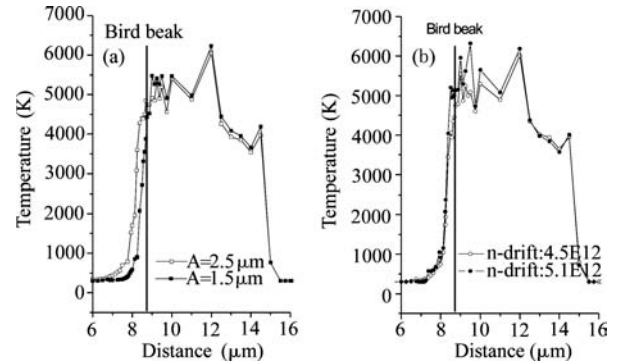 Bird beak
(a)
7000
6000
5000
4000
3000
2000
1000
0
Temperature (K)
A=2.5 μm
A=1.5 μm
6 8 10 12 14 16
Distance (μm)
Bird beak
(b)
7000
6000
5000
4000
3000
2000
1000
0
Temperature (K)
n-drift:4.5E12
n-drift:5.1E12
6 8 10 12 14 16
Distance (μm)